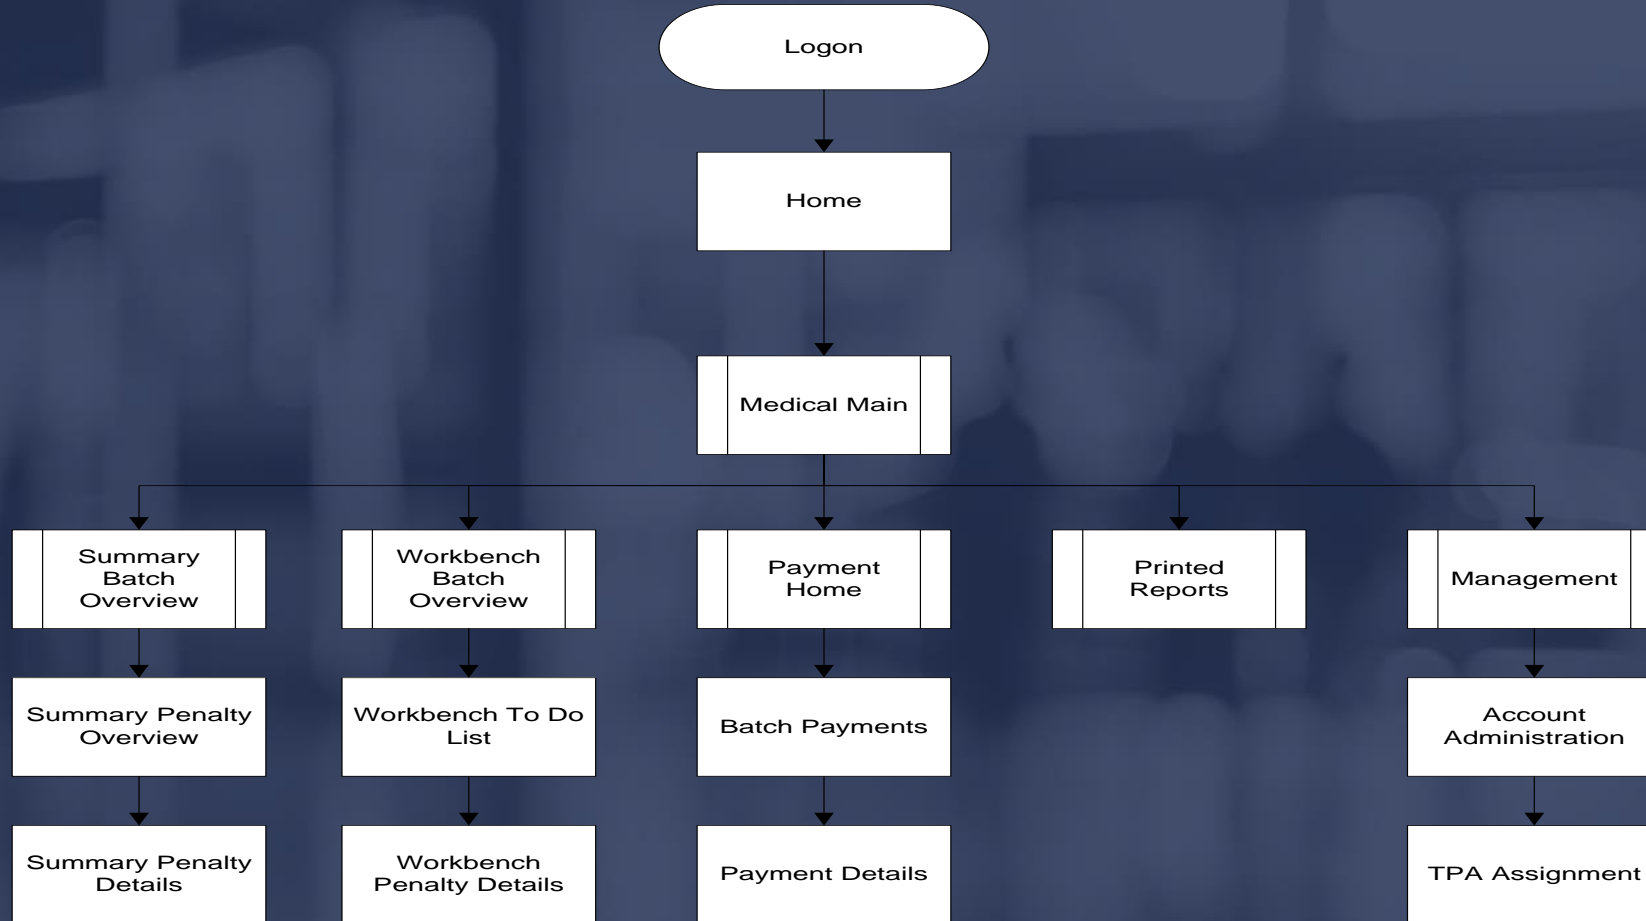 Logon
Home
Medical Main
Summary
Batch
Overview
Workbench
Batch
Overview
Payment
Home
Printed
Reports
Management
Summary Penalty
Overview
Workbench To Do
List
Batch Payments
Account
Administration
Summary Penalty
Details
Workbench
Penalty Details
Payment Details
TPA Assignment